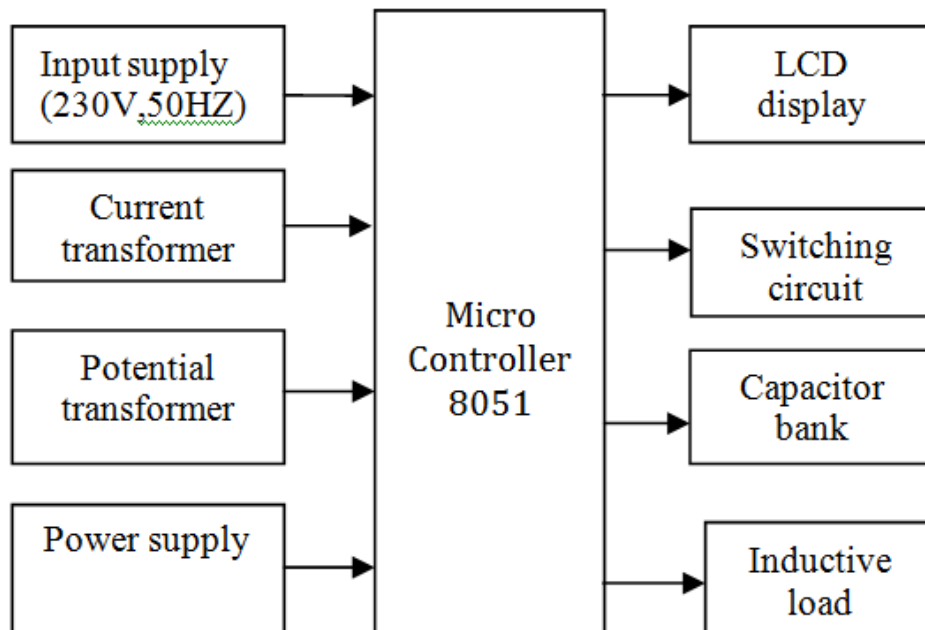 Input supply
(230V,50HZ)
Current
transformer
Potential
transformer
Power supply
Micro
Controller
8051
LCD
display
Switching
circuit
Capacitor
bank
Inductive
load